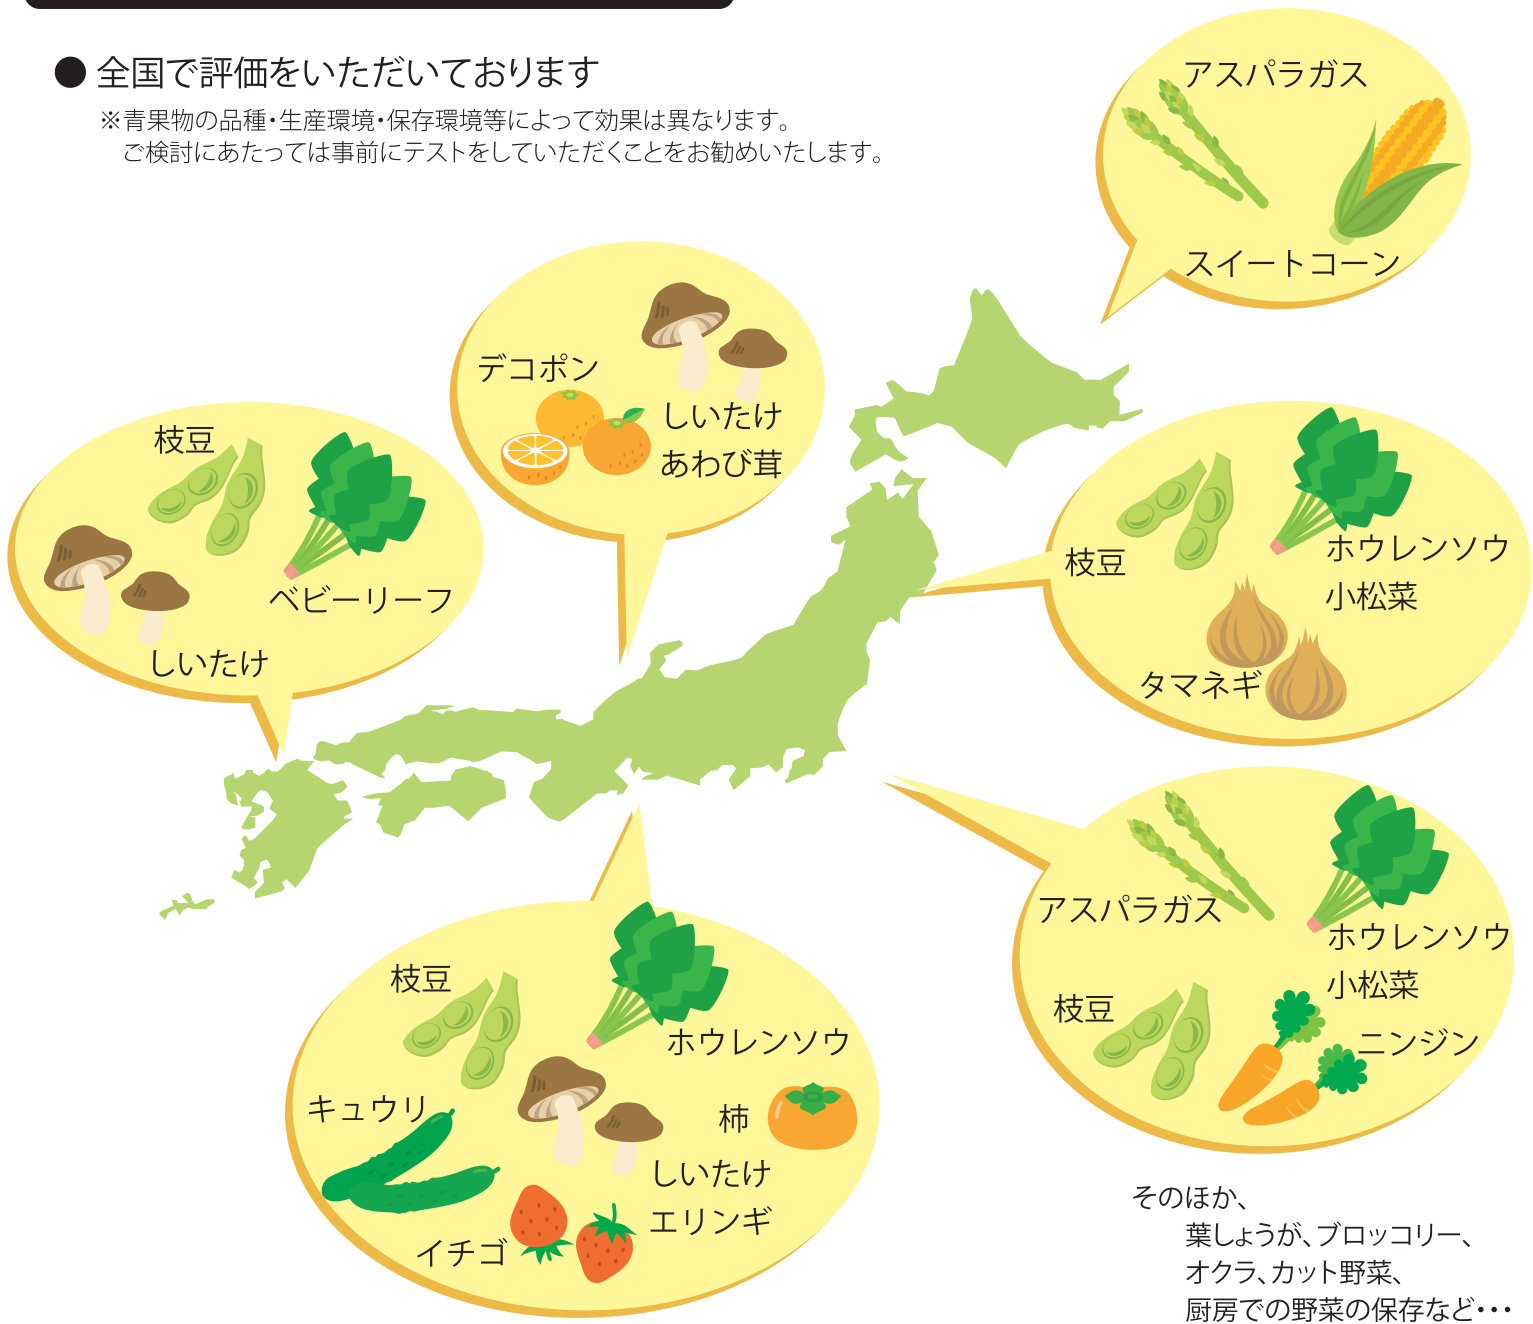 ●全国で評価をいただいております
※青果物の品種・生産環境・保存環境等によって効果は異なります。
ご検討にあたっては事前にテストをしていただくことをお勧めいたします。
アスパラガス
スイートコーン
デコポン
しいたけ
あわび茸
枝豆
ベビーリーフ
しいたけ
枝豆
ホウレンソウ
小松菜
タマネギ
アスパラガス
ホウレンソウ
小松菜
枝豆
ニンジン
枝豆
ホウレンソウ
キュウリ
柿
しいたけ
エリンギ
イチゴ
そのほか、
葉しょうが、ブロッコリー、
オクラ、カット野菜、
厨房での野菜の保存など・・・